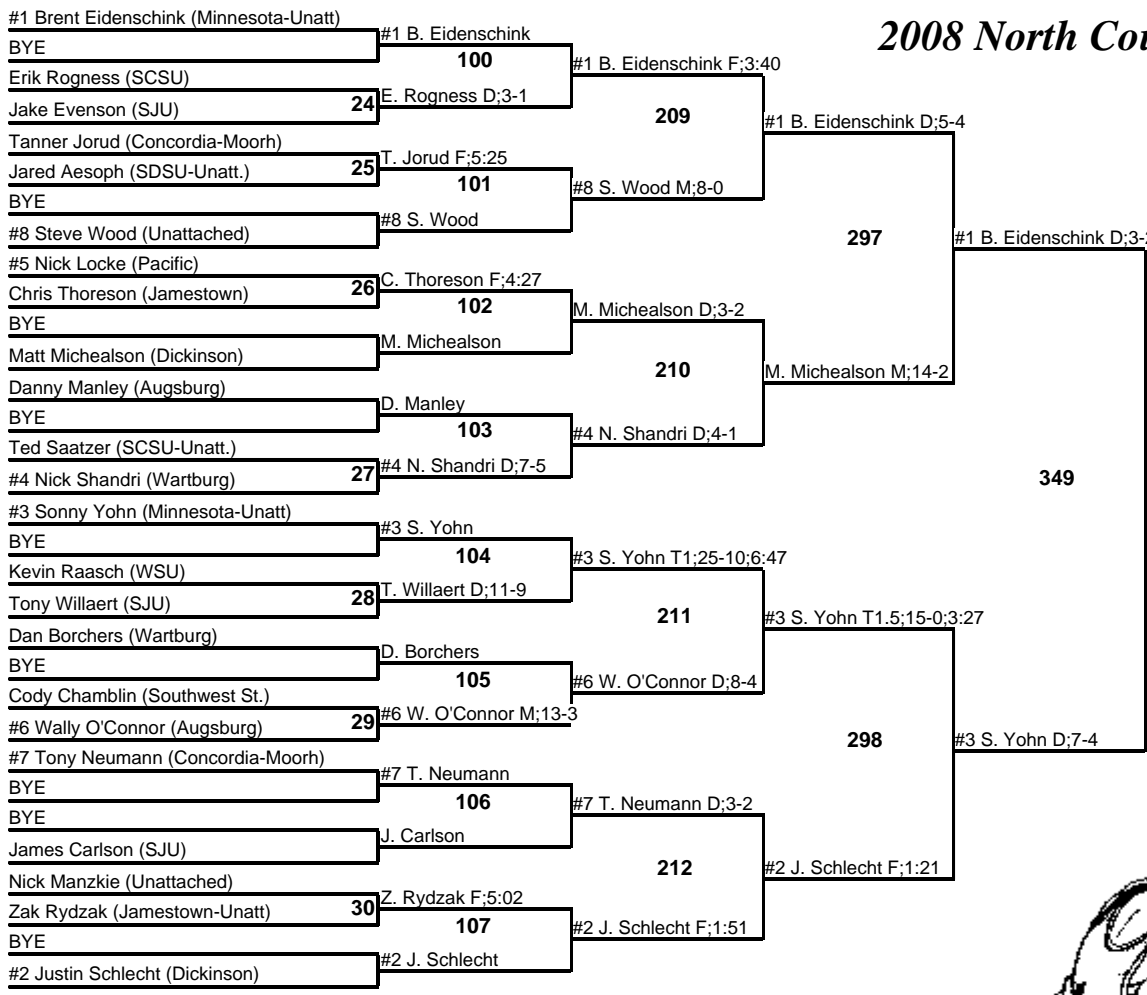 2008 North Cou
#1 Brent Eidenschink (Minnesota-Unatt)
BYE
Erik Rogness (SCSU)
Jake Evenson (SJU)
24
Tanner Jorud (Concordia-Moorh)
Jared Aesoph (SDSU-Unatt.)
25
BYE
#8 Steve Wood (Unattached)
#5 Nick Locke (Pacific)
Chris Thoreson (Jamestown)
26
BYE
Matt Michealson (Dickinson)
Danny Manley (Augsburg)
BYE
Ted Saatzer (SCSU-Unatt.)
#4 Nick Shandri (Wartburg)
27
#3 Sonny Yohn (Minnesota-Unatt)
BYE
Kevin Raasch (WSU)
Tony Willaert (SJU)
28
Dan Borchers (Wartburg)
BYE
Cody Chamblin (Southwest St.)
#6 Wally O'Connor (Augsburg)
29
#7 Tony Neumann (Concordia-Moorh)
BYE
BYE
James Carlson (SJU)
Nick Manzkie (Unattached)
Zak Rydzak (Jamestown-Unatt)
30
BYE
#2 Justin Schlecht (Dickinson)
#1 B. Eidenschink
100
E. Rogness D;3-1
T. Jorud F;5:25
101
#8 S. Wood
C. Thoreson F;4:27
102
M. Michealson
D. Manley
103
#4 N. Shandri D;7-5
#3 S. Yohn
104
T. Willaert D;11-9
D. Borchers
105
#6 W. O'Connor M;13-3
#7 T. Neumann
106
J. Carlson
Z. Rydzak F;5:02
107
#2 J. Schlecht
#1 B. Eidenschink F;3:40
209
#8 S. Wood M;8-0
M. Michealson D;3-2
210
#4 N. Shandri D;4-1
#3 S. Yohn T1;25-10;6:47
211
#6 W. O'Connor D;8-4
#7 T. Neumann D;3-2
212
#2 J. Schlecht F;1:51
#1 B. Eidenschink D;5-4
297
M. Michealson M;14-2
#3 S. Yohn T1.5;15-0;3:27
298
#2 J. Schlecht F;1:21
#1 B. Eidenschink D;3-
349
#3 S. Yohn D;7-4